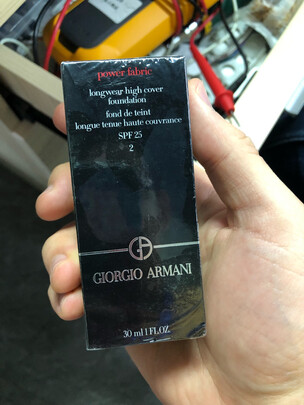 power fabric
longwear high cover
foundation
fond de teint
longue tenue haute couvrance
SPF 25
2
GIORGIO ARMANI
30 ml 1 FL.OZ.